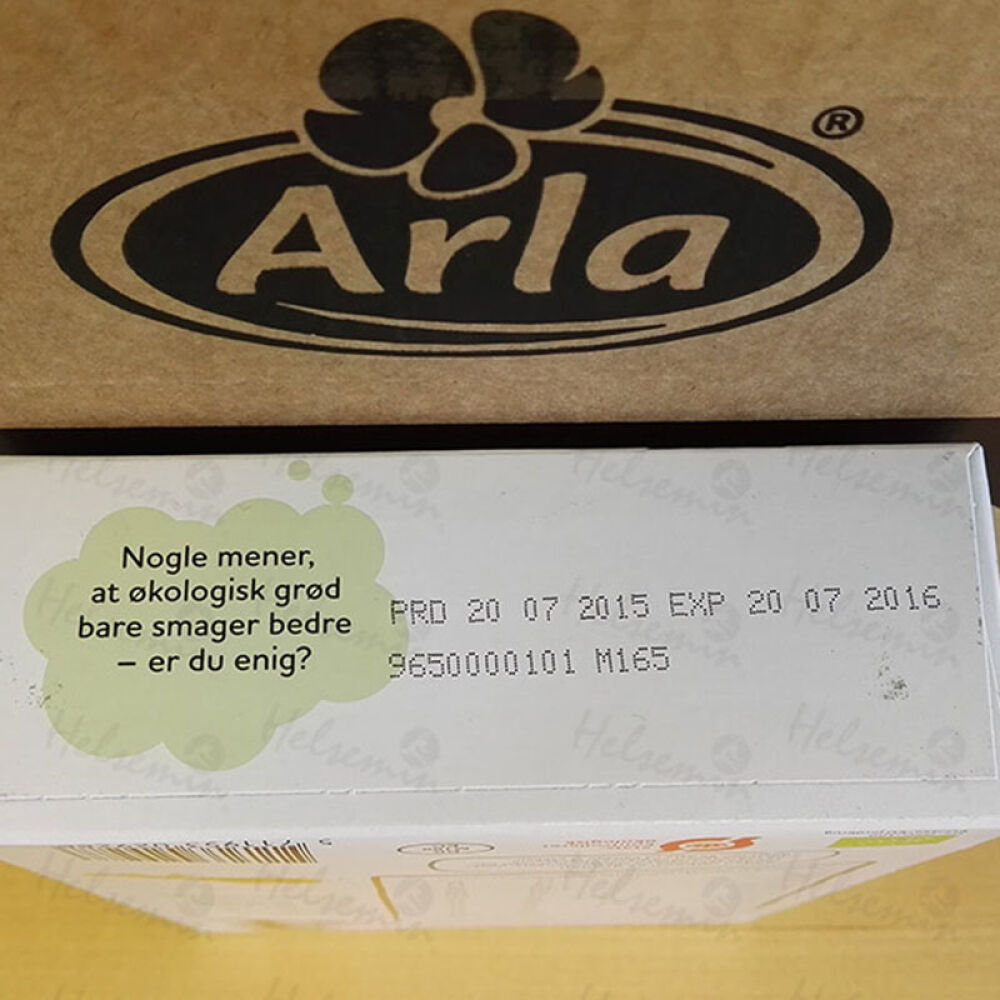 Arla®
Nogle mener,
at økologisk grød
bare smager bedre
– er du enig?
PRD 20 07 2015 EXP 20 07 2016
9650000101 M165
Helsemin